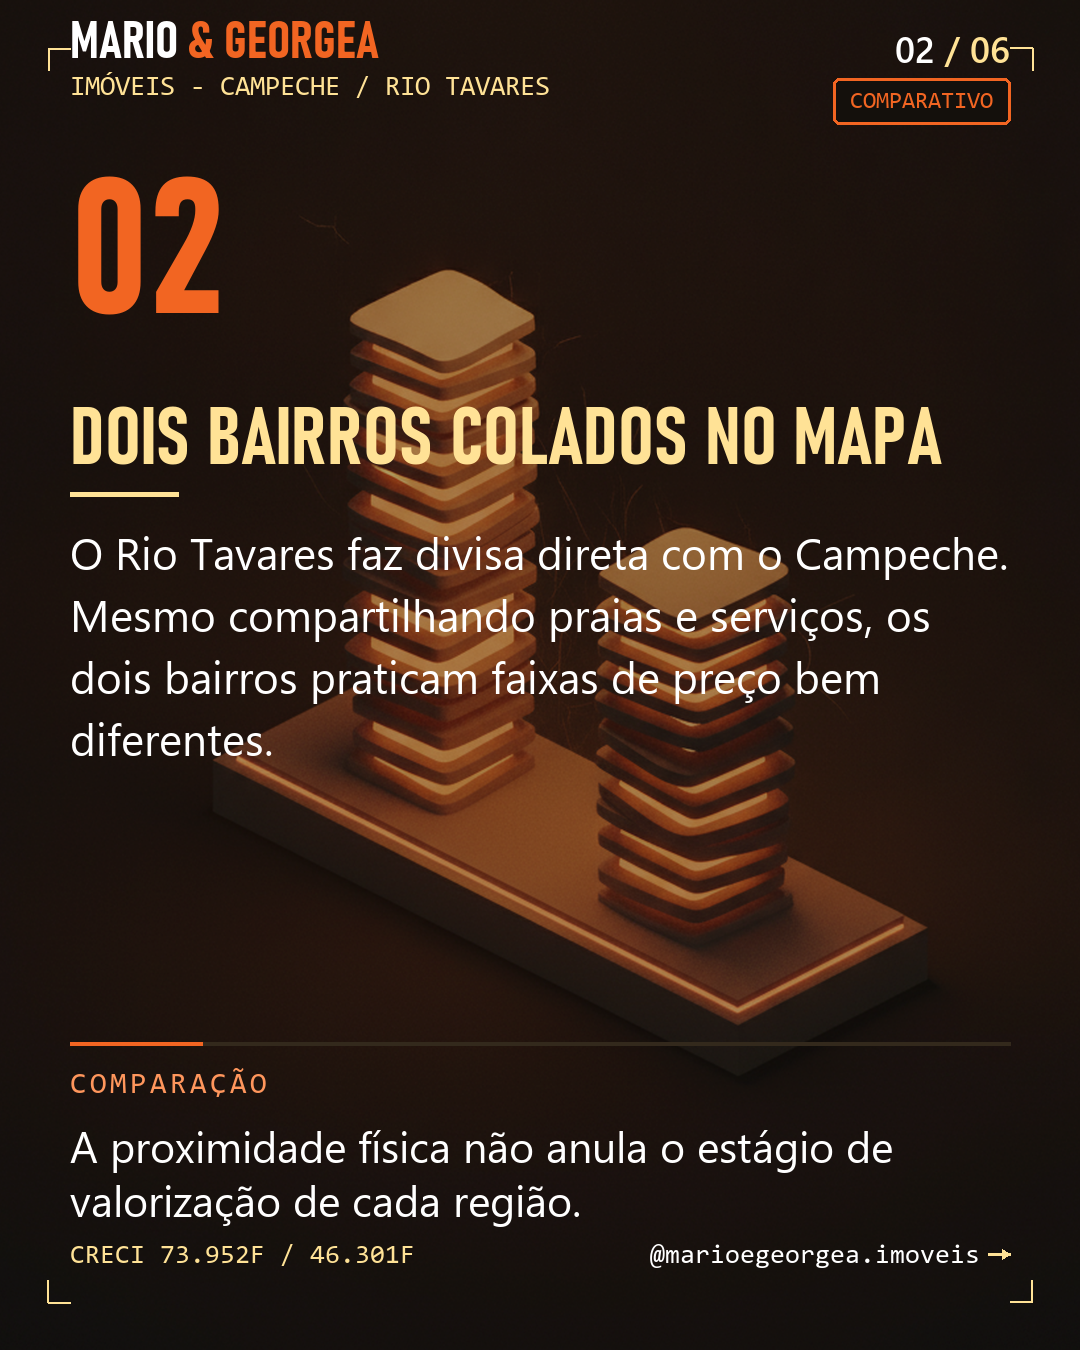 MARIO & GEORGEA
IMÓVEIS - CAMPECHE / RIO TAVARES
02 / 06
COMPARATIVO
02
DOIS BAIRROS COLADOS NO MAPA
O Rio Tavares faz divisa direta com o Campeche.
Mesmo compartilhando praias e serviços, os
dois bairros praticam faixas de preço bem
diferentes.
COMPARAÇÃO
A proximidade física não anula o estágio de
valorização de cada região.
CRECI 73.952F / 46.301F
@marioegeorgea.imoveis →